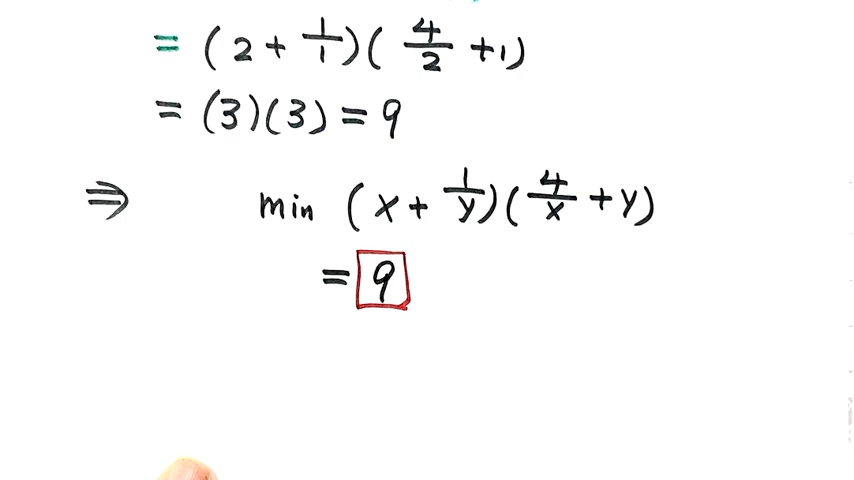 = (2 + 1/1)(4/2 + 1)
= (3)(3) = 9
⇒ min (x + 1/y)(4/x + y)
= 9